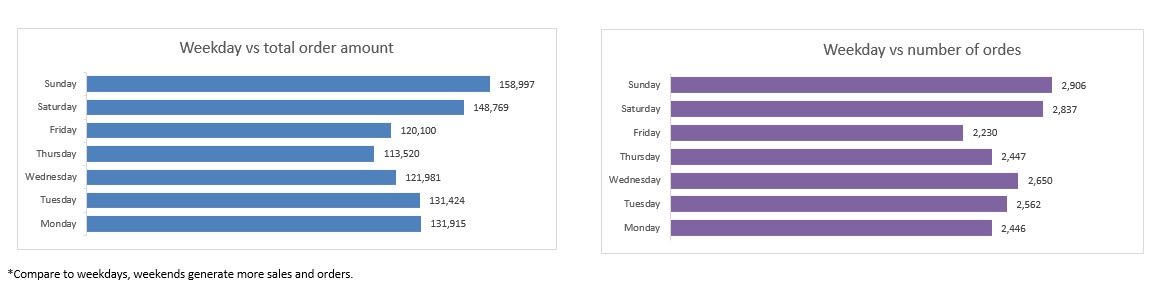 Weekday vs total order amount
Sunday 158,997
Saturday 148,769
Friday 120,100
Thursday 113,520
Wednesday 121,981
Tuesday 131,424
Monday 131,915
Weekday vs number of ordes
Sunday 2,906
Saturday 2,837
Friday 2,230
Thursday 2,447
Wednesday 2,650
Tuesday 2,562
Monday 2,446
*Compare to weekdays, weekends generate more sales and orders.